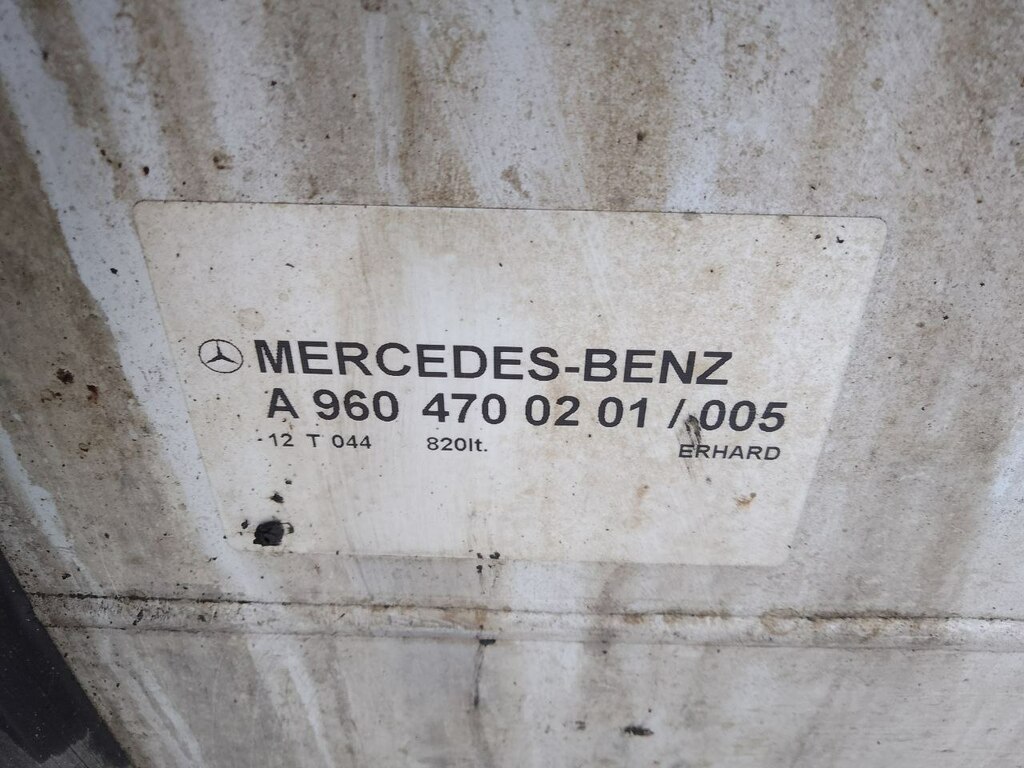 MERCEDES-BENZ
A 960 470 02 01 / 005
12 T 044 820lt. ERHARD